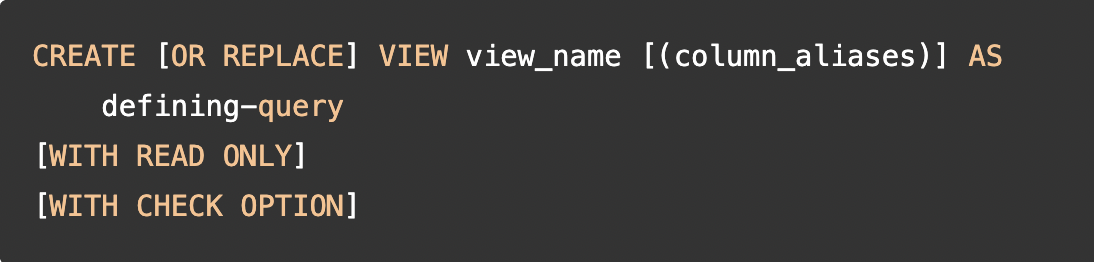 CREATE [OR REPLACE] VIEW view_name [(column_aliases)] AS
defining-query
[WITH READ ONLY]
[WITH CHECK OPTION]